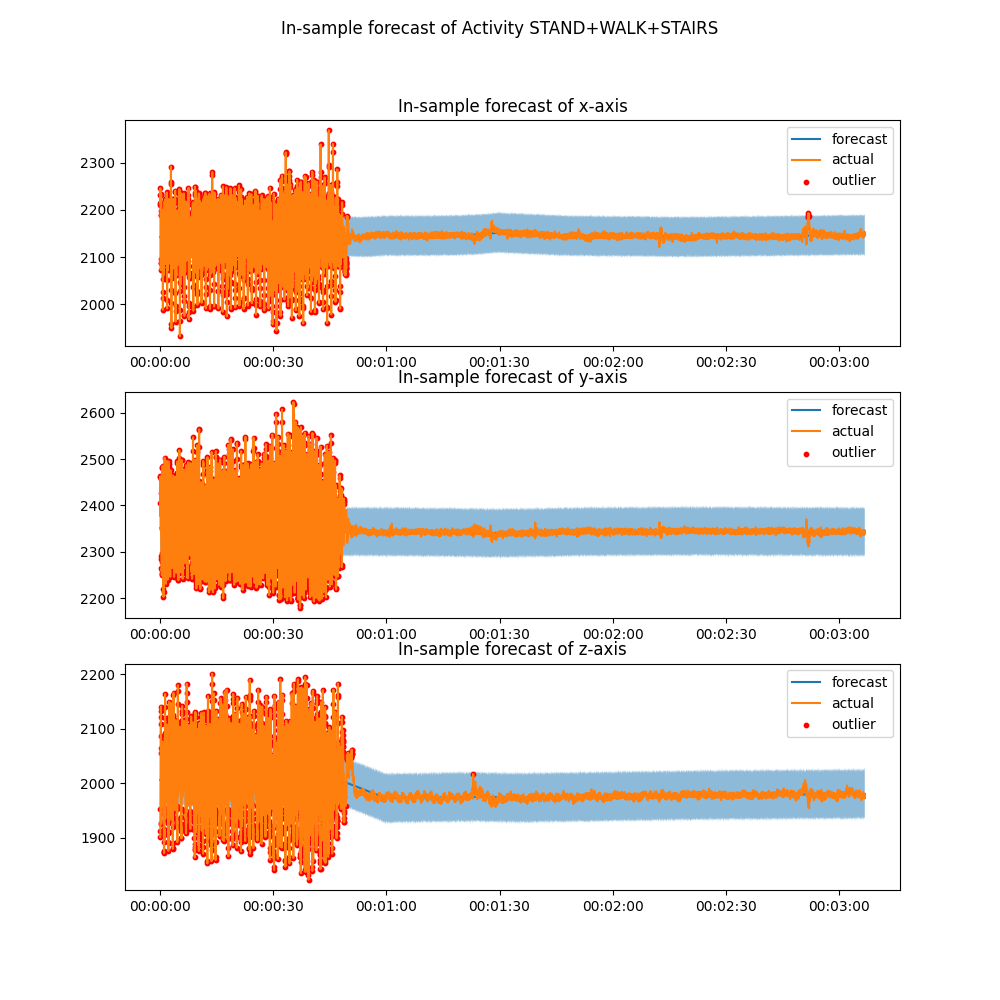 In-sample forecast of Activity STAND+WALK+STAIRS
In-sample forecast of x-axis
forecast
actual
outlier
2300
2200
2100
2000
00:00:00 00:00:30 00:01:00 00:01:30 00:02:00 00:02:30 00:03:00
In-sample forecast of y-axis
forecast
actual
outlier
2600
2500
2400
2300
2200
00:00:00 00:00:30 00:01:00 00:01:30 00:02:00 00:02:30 00:03:00
In-sample forecast of z-axis
forecast
actual
outlier
2200
2100
2000
1900
00:00:00 00:00:30 00:01:00 00:01:30 00:02:00 00:02:30 00:03:00